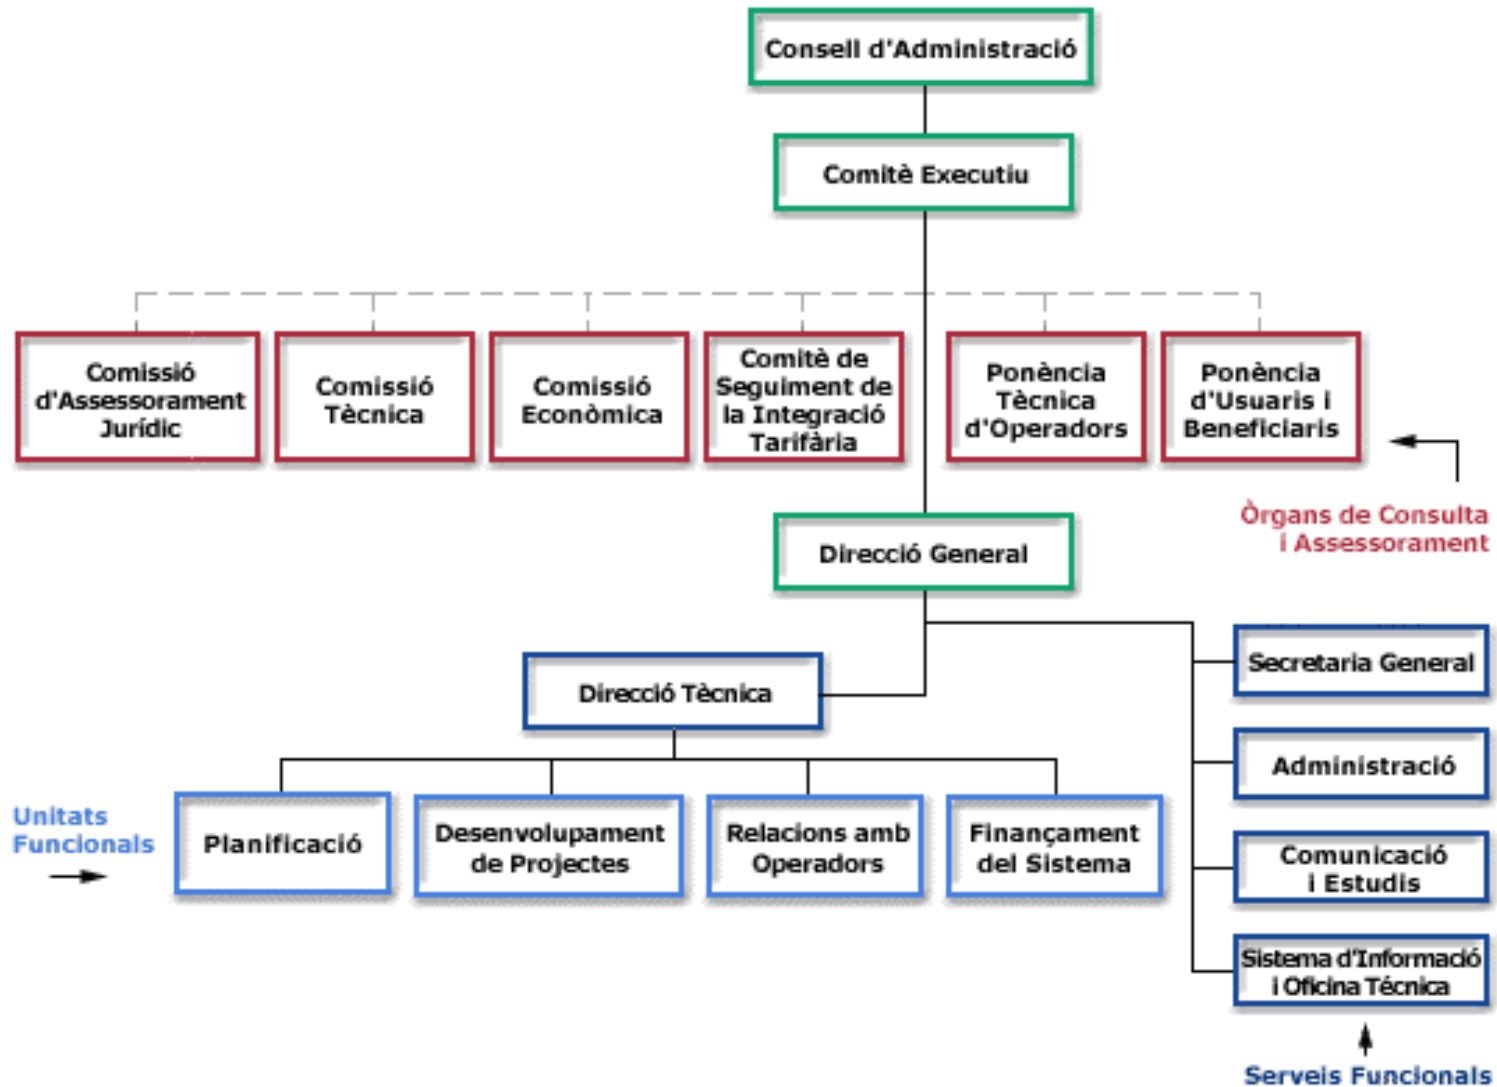 Consell d'Administració
Comitè Executiu
Comissió
d'Assessorament
Jurídic
Comissió
Tècnica
Comissió
Econòmica
Comitè de
Seguiment de
la Integració
Tarifària
Ponència
Tècnica
d'Operadors
Ponència
d'Usuaris i
Beneficiaris
Òrgans de Consulta
i Assessorament
Direcció General
Direcció Tècnica
Secretaria General
Administració
Comunicació
i Estudis
Sistema d'Informació
i Oficina Técnica
Serveis Funcionals
Unitats
Funcionals
Planificació
Desenvolupament
de Projectes
Relacions amb
Operadors
Finançament
del Sistema